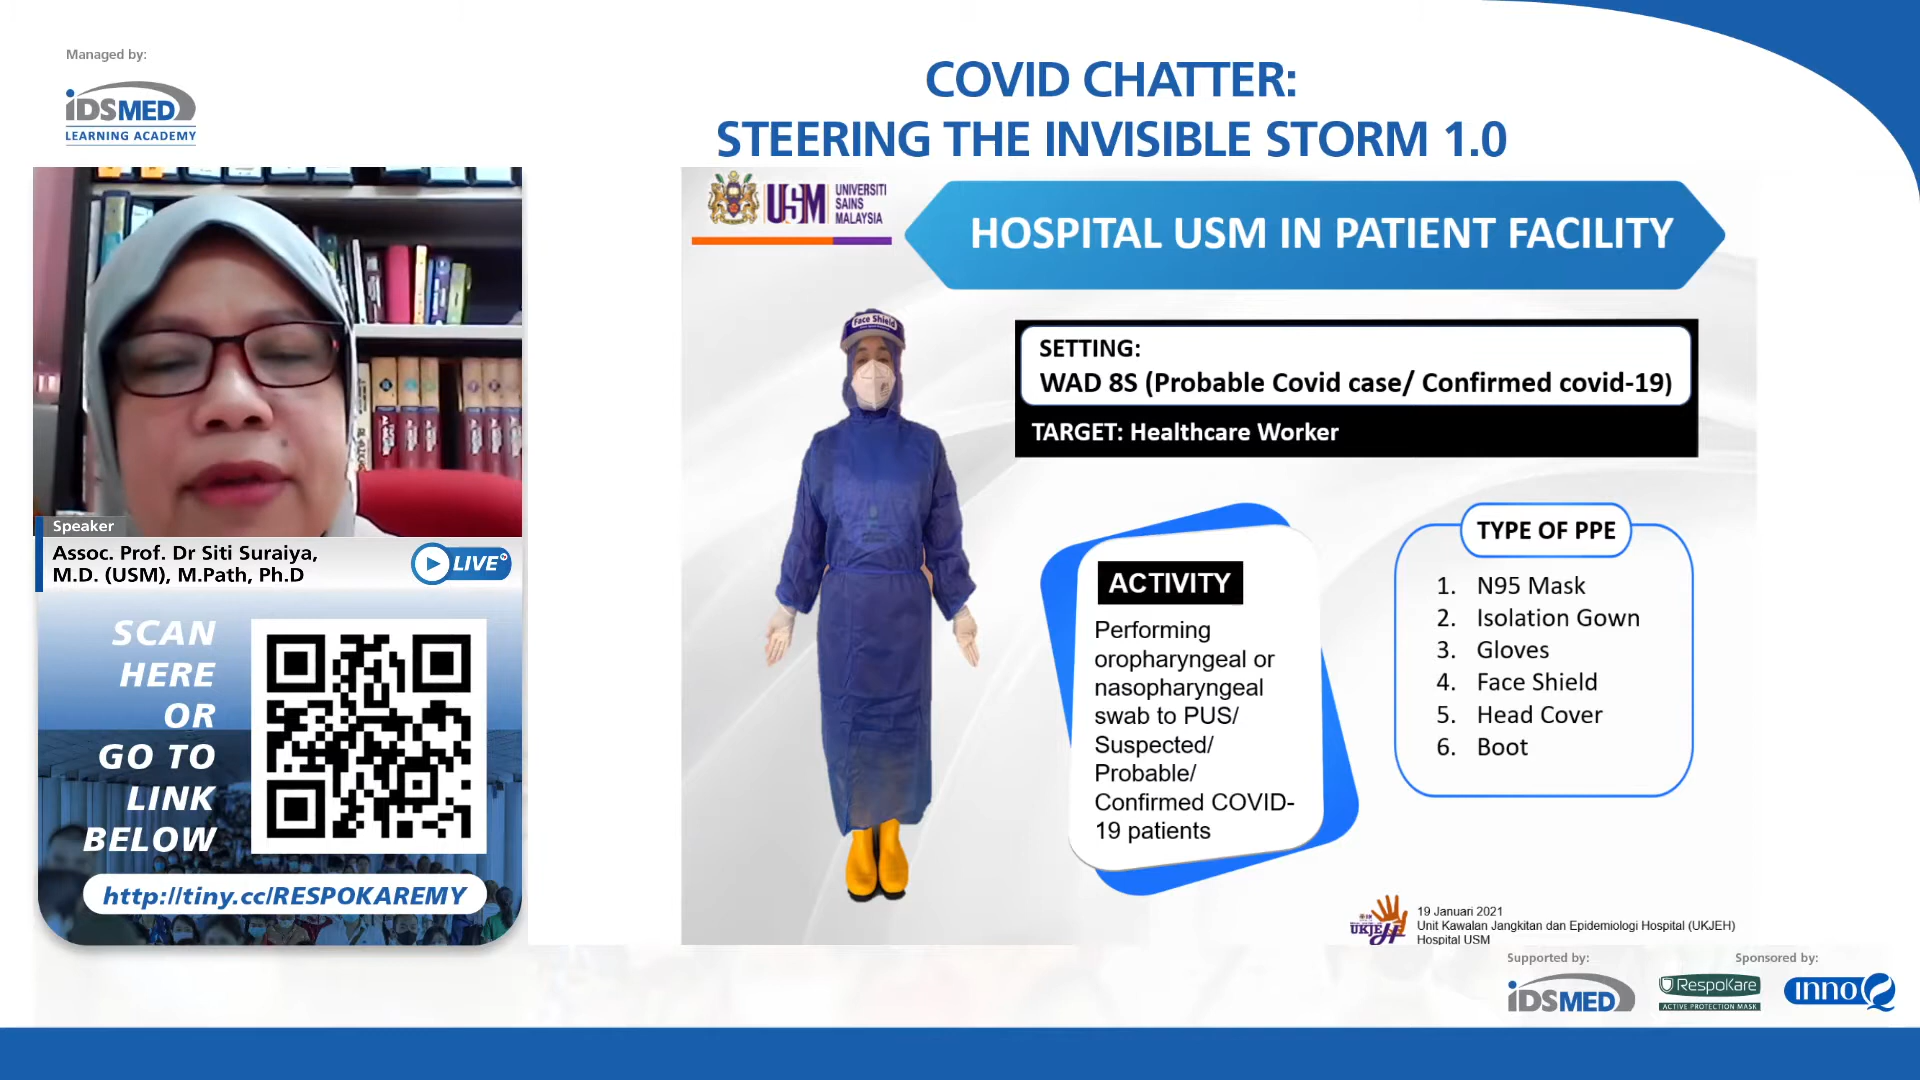 Managed by:
iDSMED
LEARNING ACADEMY
COVID CHATTER:
STEERING THE INVISIBLE STORM 1.0
Speaker
Assoc. Prof. Dr Siti Suraiya,
M.D. (USM), M.Path, Ph.D
LIVE
SCAN
HERE
OR
GO TO
LINK
BELOW
http://tiny.cc/RESPOKAREMY
USM
UNIVERSITI
SAINS
MALAYSIA
HOSPITAL USM IN PATIENT FACILITY
Face Shield
SETTING:
WAD 8S (Probable Covid case/ Confirmed covid-19)
TARGET: Healthcare Worker
ACTIVITY
Performing
oropharyngeal or
nasopharyngeal
swab to PUS/
Suspected/
Probable/
Confirmed COVID-
19 patients
TYPE OF PPE
1. N95 Mask
2. Isolation Gown
3. Gloves
4. Face Shield
5. Head Cover
6. Boot
UKJEH
19 Januari 2021
Unit Kawalan Jangkitan dan Epidemiologi Hospital (UKJEH)
Hospital USM
Supported by:
iDSMED
Sponsored by:
RespoKare
ACTIVE PROTECTION MASK
INNOQ